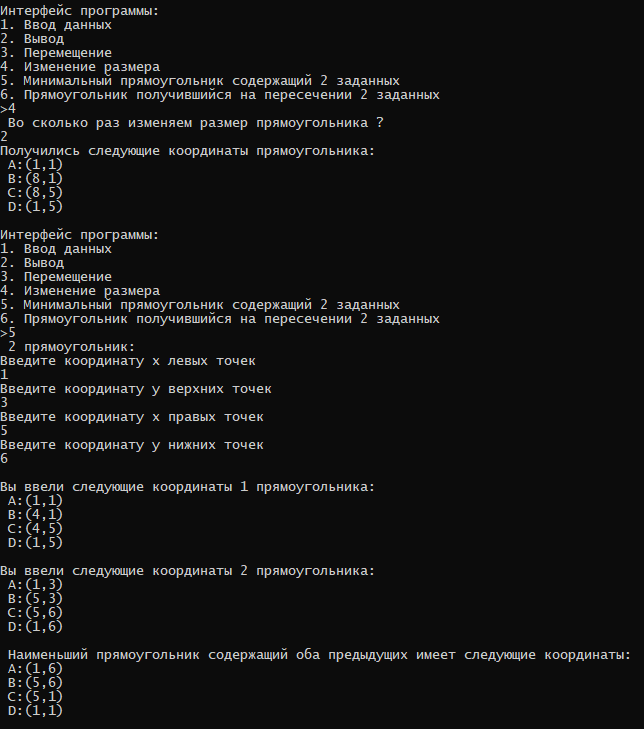 Интерфейс программы:
1. Ввод данных
2. Вывод
3. Перемещение
4. Изменение размера
5. Минимальный прямоугольник содержащий 2 заданных
6. Прямоугольник получившийся на пересечении 2 заданных
>4
Во сколько раз изменяем размер прямоугольника ?
2
Получились следующие координаты прямоугольника:
A:(1,1)
B:(8,1)
C:(8,5)
D:(1,5)
Интерфейс программы:
1. Ввод данных
2. Вывод
3. Перемещение
4. Изменение размера
5. Минимальный прямоугольник содержащий 2 заданных
6. Прямоугольник получившийся на пересечении 2 заданных
>5
2 прямоугольник:
Введите координату x левых точек
1
Введите координату y верхних точек
3
Введите координату x правых точек
5
Введите координату y нижних точек
6
Вы ввели следующие координаты 1 прямоугольника:
A:(1,1)
B:(4,1)
C:(4,5)
D:(1,5)
Вы ввели следующие координаты 2 прямоугольника:
A:(1,3)
B:(5,3)
C:(5,6)
D:(1,6)
Наименьший прямоугольник содержащий оба предыдущих имеет следующие координаты:
A:(1,6)
B:(5,6)
C:(5,1)
D:(1,1)